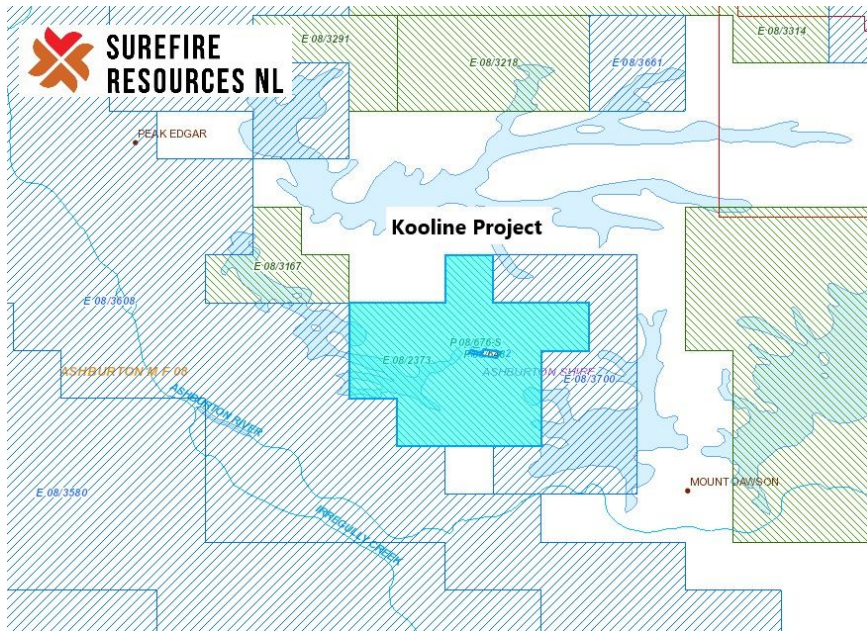 SUREFIRE
RESOURCES NL
E 08/3291
E 08/3218
E 08/3661
E 08/3314
PEAK EDGAR
Kooline Project
E 08/3167
E 08/3608
P 08/676-S
E 08/2373
ASHBURTON SHIRE
E 08/3700
ASHBURTON M F 08
ASHBURTON RIVER
E 08/3580
MOUNT DAWSON
IRREGULLY CREEK